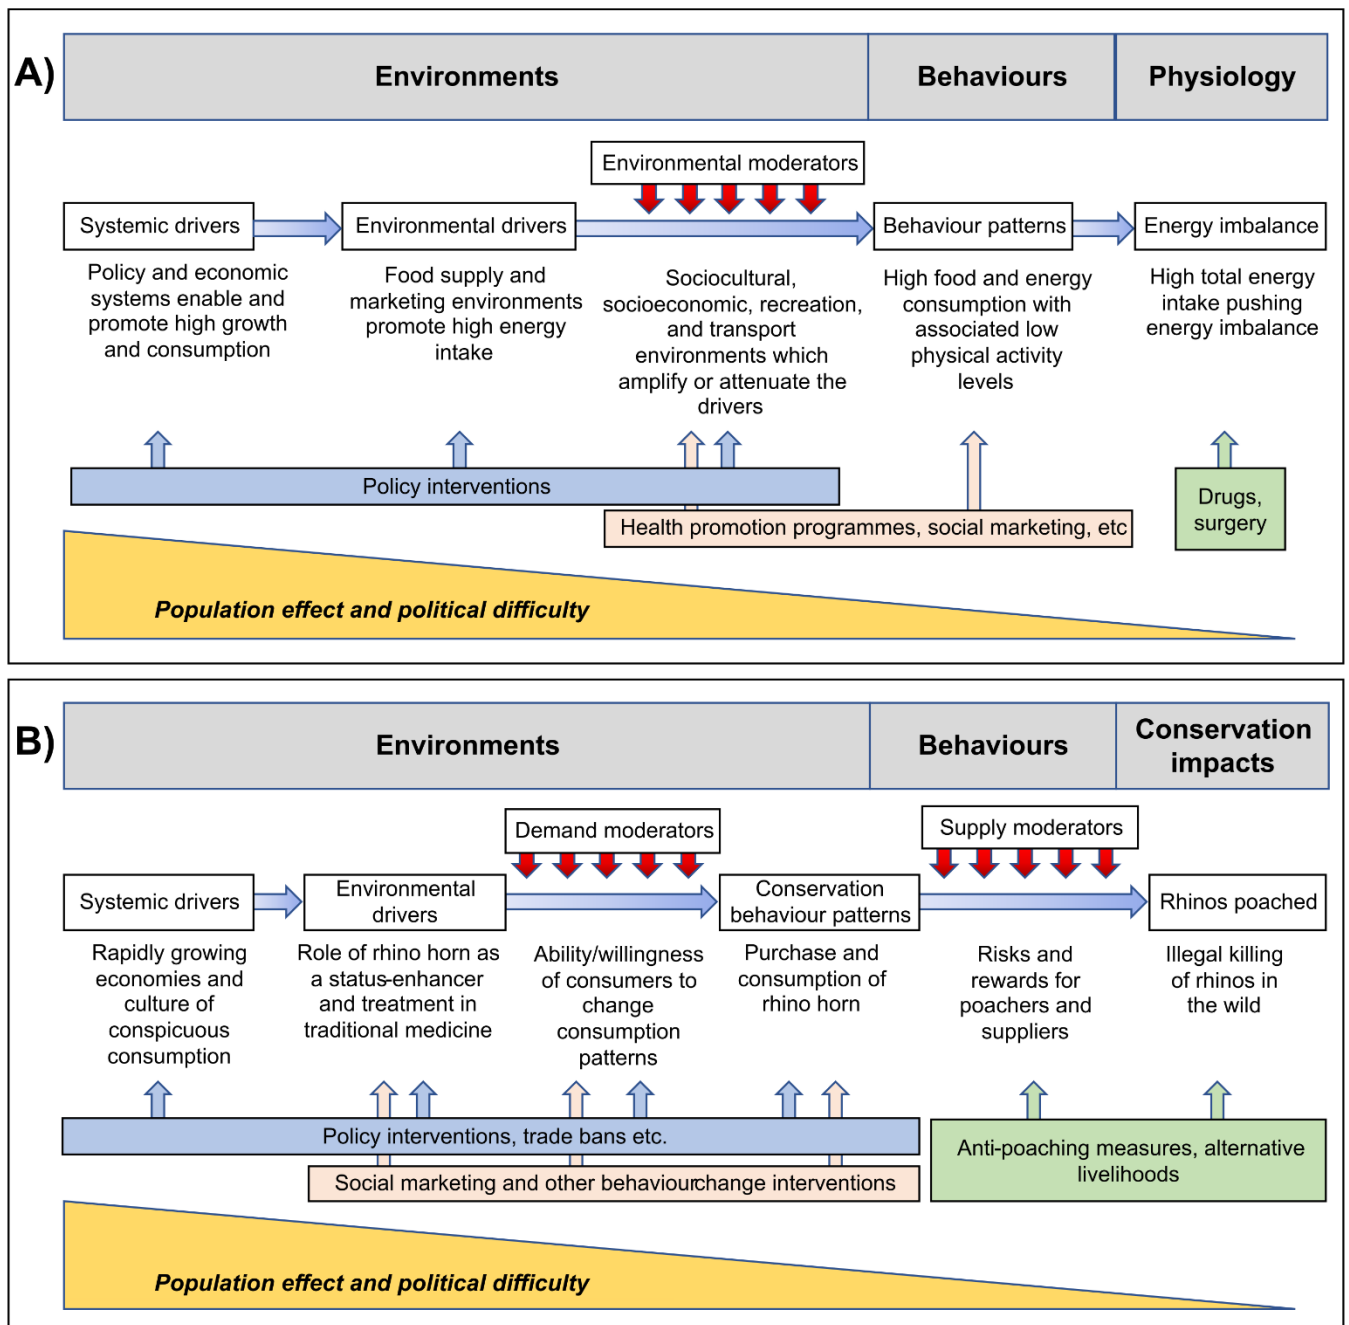 A)
Environments
Behaviours
Physiology
Environmental moderators
Systemic drivers
Environmental drivers
Behaviour patterns
Energy imbalance
Policy and economic
systems enable and
promote high growth
and consumption
Food supply and
marketing environments
promote high energy
intake
Sociocultural,
socioeconomic, recreation,
and transport
environments which
amplify or attenuate the
drivers
High food and energy
consumption with
associated low
physical activity
levels
High total energy
intake pushing
energy imbalance
Policy interventions
Health promotion programmes, social marketing, etc
Drugs,
surgery
Population effect and political difficulty
B)
Environments
Behaviours
Conservation
impacts
Demand moderators
Supply moderators
Systemic drivers
Environmental
drivers
Conservation
behaviour patterns
Rhinos poached
Rapidly growing
economies and
culture of
conspicuous
consumption
Role of rhino horn as
a status-enhancer
and treatment in
traditional medicine
Ability/willingness
of consumers to
change
consumption
patterns
Purchase and
consumption of
rhino horn
Risks and
rewards for
poachers and
suppliers
Illegal killing
of rhinos in
the wild
Policy interventions, trade bans etc.
Social marketing and other behaviourchange interventions
Anti-poaching measures, alternative
livelihoods
Population effect and political difficulty